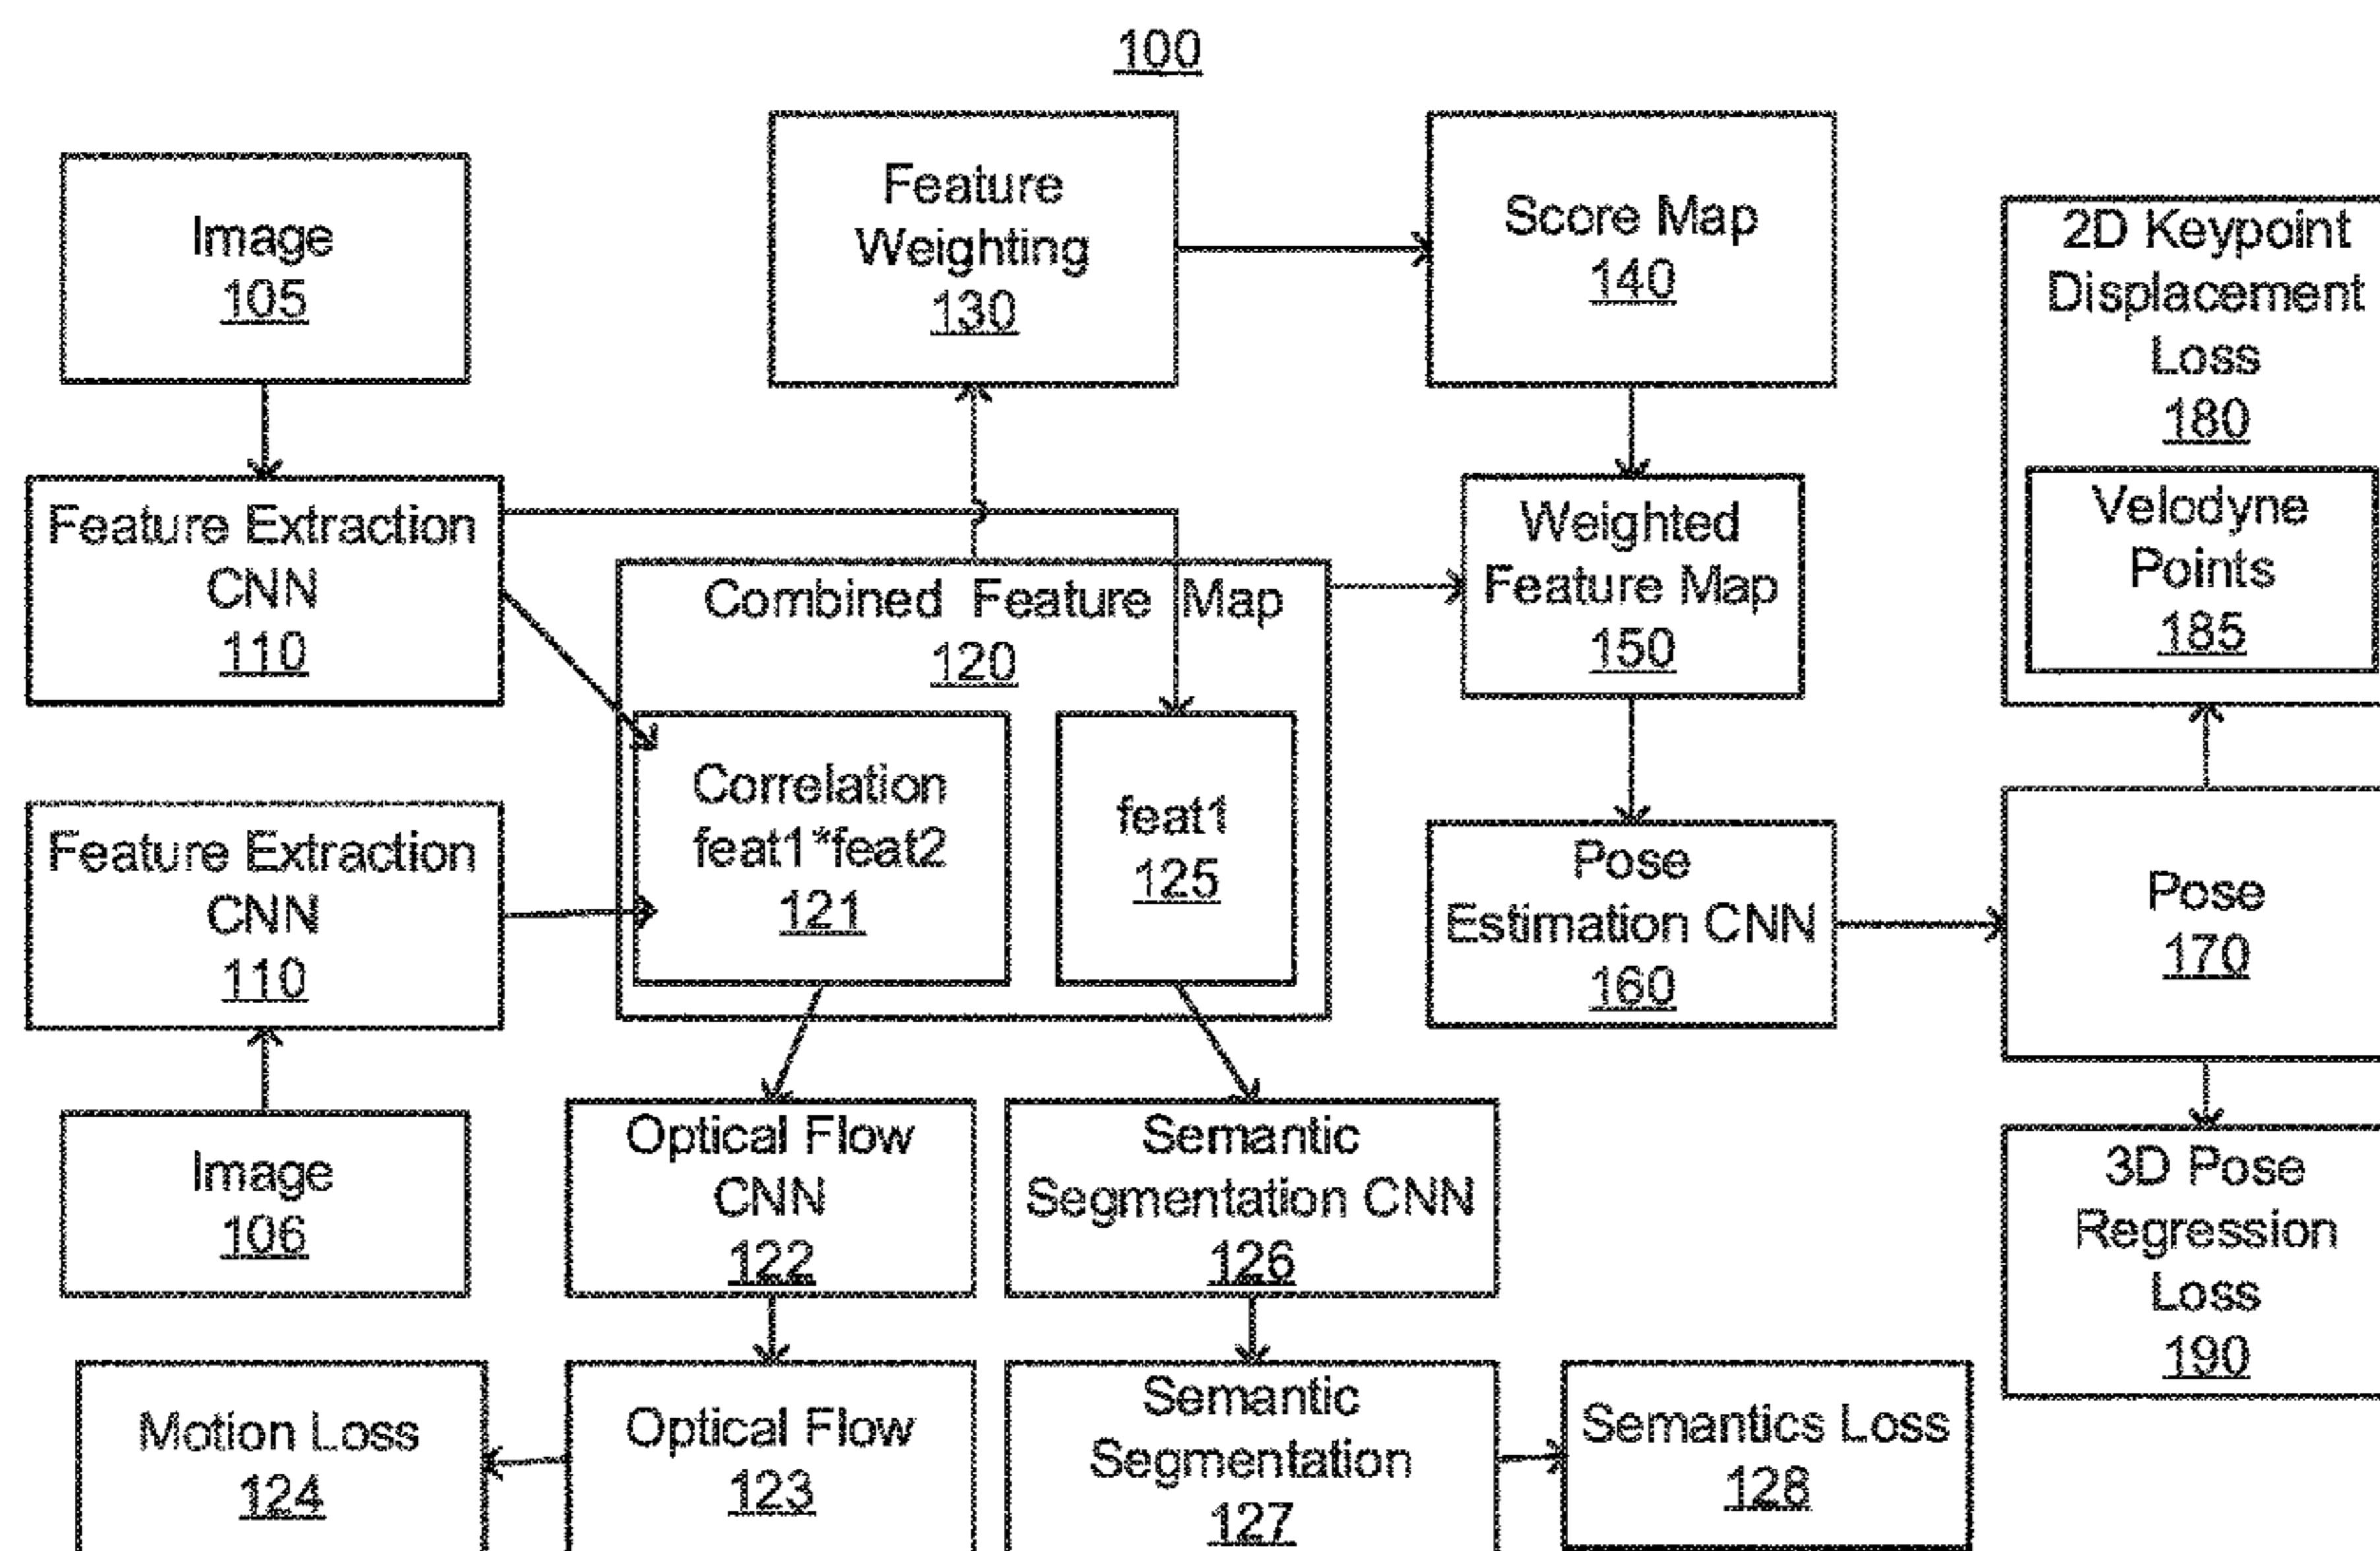 100
Image
105
Feature Extraction
CNN
110
Feature Extraction
CNN
110
Image
106
Feature
Weighting
130
Score Map
140
Combined Feature Map
120
Correlation
feat1*feat2
121
feat1
125
Weighted
Feature Map
150
Pose
Estimation CNN
160
2D Keypoint
Displacement
Loss
180
Velodyne
Points
185
Pose
170
3D Pose
Regression
Loss
190
Optical Flow
CNN
122
Semantic
Segmentation CNN
126
Motion Loss
124
Optical Flow
123
Semantic
Segmentation
127
Semantics Loss
128